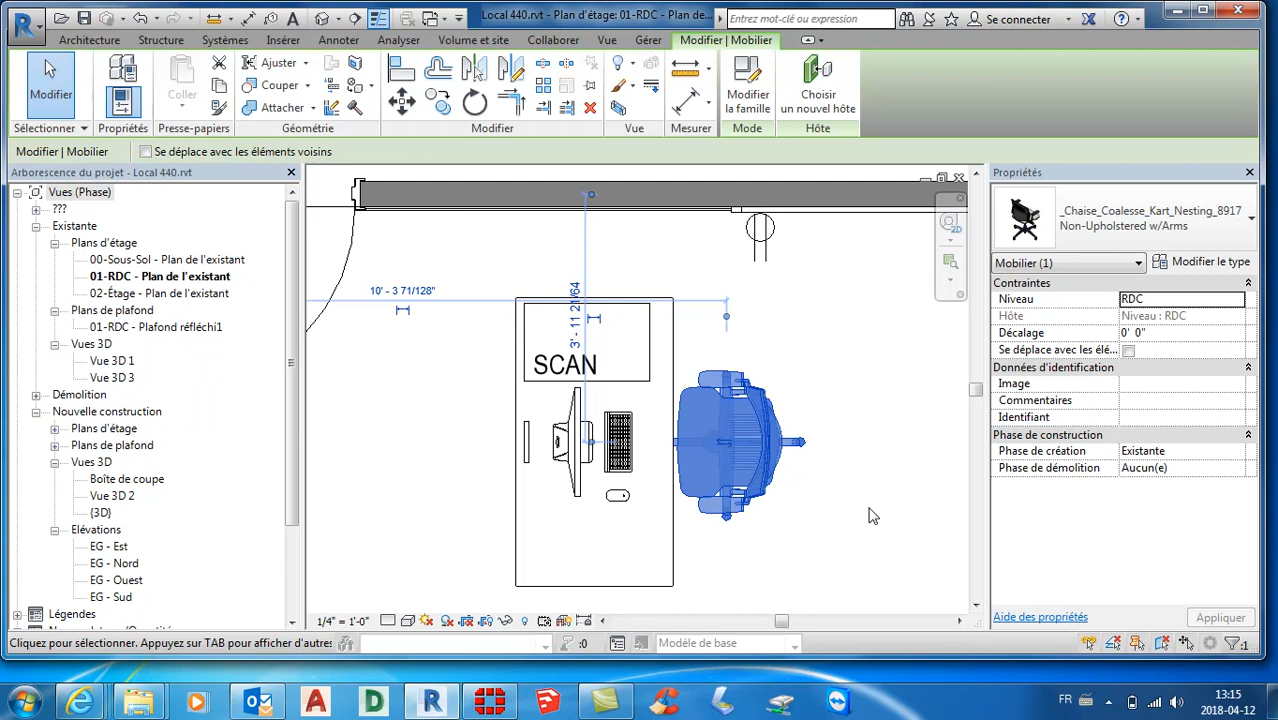 Local 440.rvt - Plan d'étage: 01-RDC - Plan de...
Entrez mot-clé ou expression
Se connecter
Architecture
Structure
Systèmes
Insérer
Annoter
Analyser
Volume et site
Collaborer
Vue
Gérer
Modifier | Mobilier
Modifier
Coller
Ajuster
Couper
Attacher
Modifier
la famille
Choisir
un nouvel hôte
Sélectionner
Propriétés
Presse-papiers
Géométrie
Modifier
Vue
Mesurer
Mode
Hôte
Modifier | Mobilier
Se déplace avec les éléments voisins
Arborescence du projet - Local 440.rvt
Vues (Phase)
???
Existante
Plans d'étage
00-Sous-Sol - Plan de l'existant
01-RDC - Plan de l'existant
02-Étage - Plan de l'existant
Plans de plafond
01-RDC - Plafond réfléchi1
Vues 3D
Vue 3D 1
Vue 3D 3
Démolition
Nouvelle construction
Plans d'étage
Plans de plafond
Vues 3D
Boîte de coupe
Vue 3D 2
{3D}
Elévations
EG - Est
EG - Nord
EG - Ouest
EG - Sud
Légendes
10' - 3 71/128"
3' - 11 21/64
SCAN
2D
Propriétés
_Chaise_Coalesse_Kart_Nesting_8917
Non-Upholstered w/Arms
Mobilier (1)
Modifier le type
Contraintes
Niveau RDC
Hôte Niveau : RDC
Décalage 0' 0"
Se déplace avec les élé...
Données d'identification
Image
Commentaires
Identifiant
Phase de construction
Phase de création Existante
Phase de démolition Aucun(e)
Aide des propriétés
Appliquer
1/4" = 1'-0"
Cliquez pour sélectionner. Appuyez sur TAB pour afficher d'autres
:0
Modèle de base
:1
FR
13:15
2018-04-12